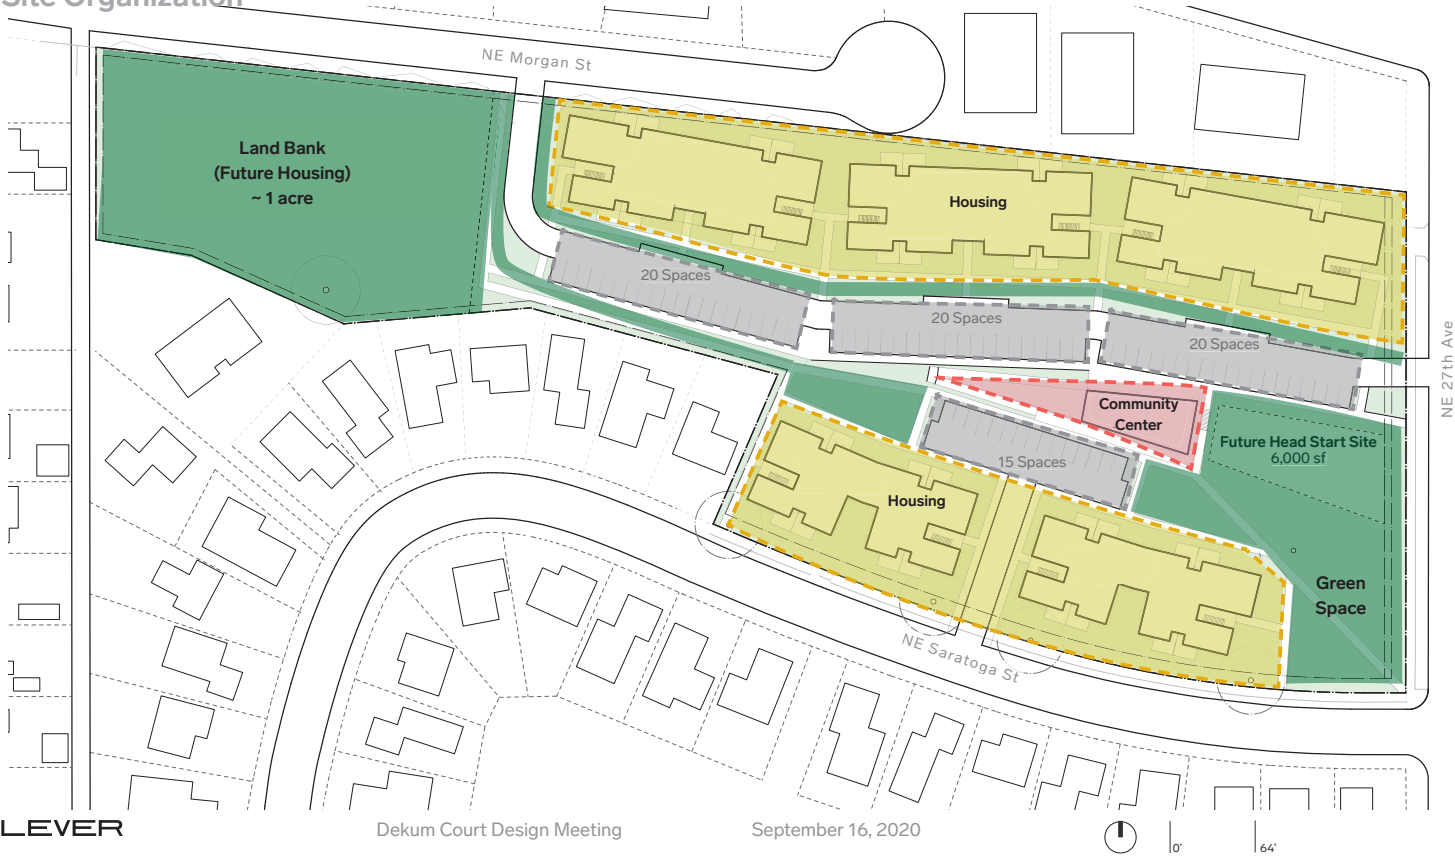 Site Organization
NE Morgan St
Land Bank
(Future Housing)
~ 1 acre
Housing
20 Spaces
20 Spaces
20 Spaces
NE 27th Ave
Community
Center
Future Head Start Site
6,000 sf
15 Spaces
Housing
Green
Space
NE Saratoga St
LEVER
Dekum Court Design Meeting
September 16, 2020
0'
64'